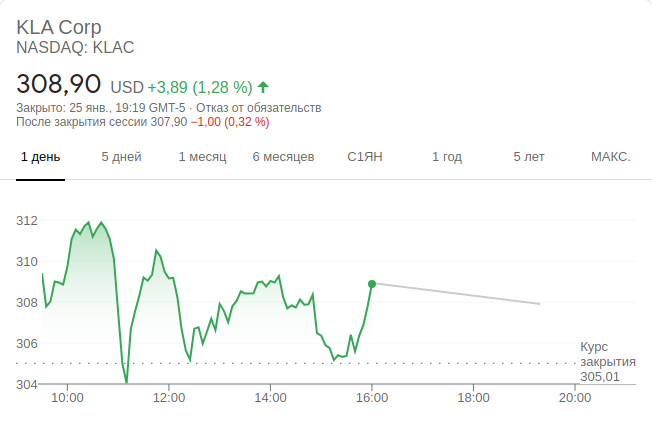 KLA Corp
NASDAQ: KLAC
308,90 USD +3,89 (1,28 %)
Закрыто: 25 янв., 19:19 GMT-5 · Отказ от обязательств
После закрытия сессии 307,90 −1,00 (0,32 %)
1 день 5 дней 1 месяц 6 месяцев С1ЯН 1 год 5 лет МАКС.
312
310
308
306
304
Курс
закрытия
305,01
10:00 12:00 14:00 16:00 18:00 20:00